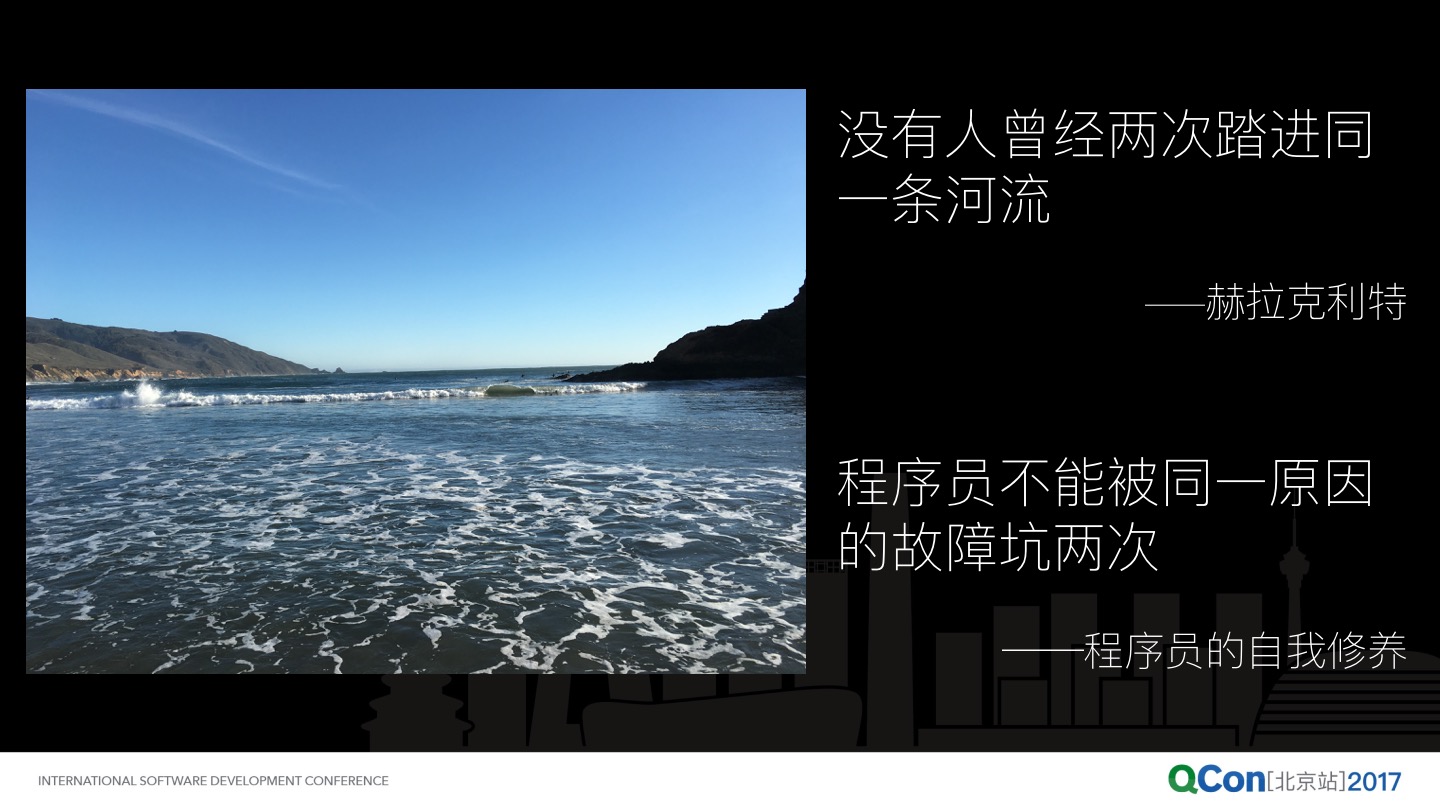 没有人曾经两次踏进同
一条河流
——赫拉克利特
程序员不能被同一原因
的故障坑两次
——程序员的自我修养
INTERNATIONAL SOFTWARE DEVELOPMENT CONFERENCE
QCon[北京站]2017